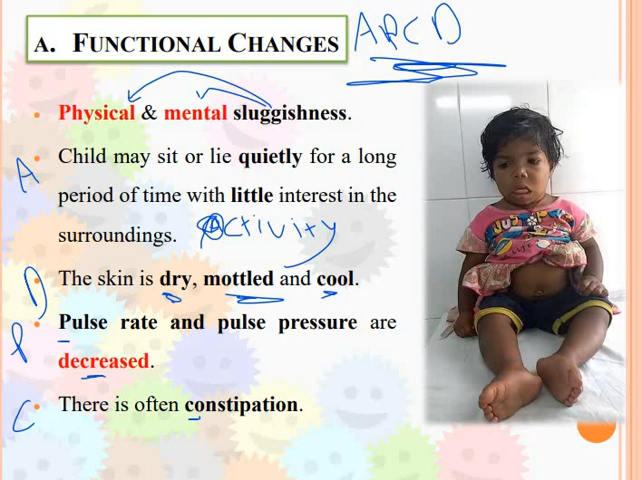 A. FUNCTIONAL CHANGES APCD
• Physical & mental sluggishness.
A • Child may sit or lie quietly for a long
period of time with little interest in the
surroundings. Activity
D • The skin is dry, mottled and cool.
P • Pulse rate and pulse pressure are
decreased.
C • There is often constipation.